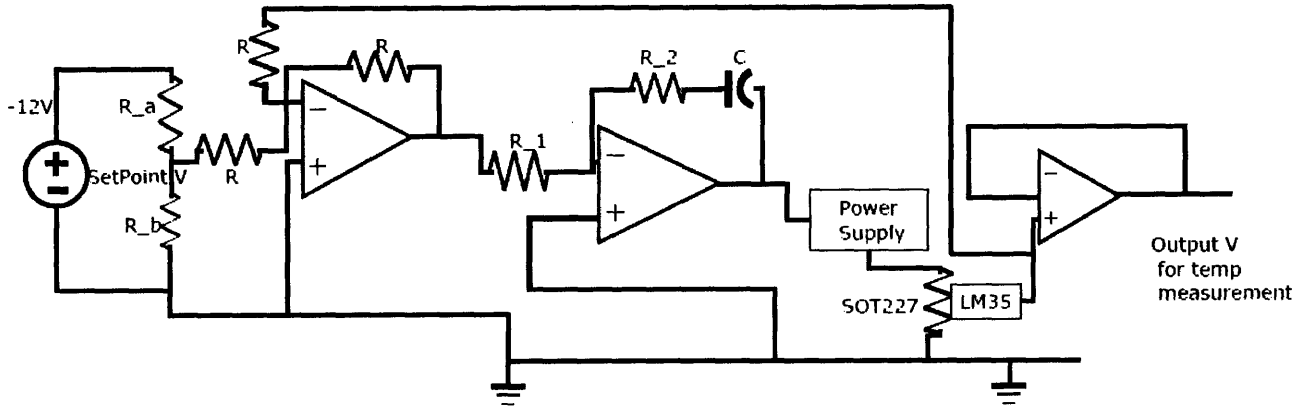 R
R
R_2
C
-12V
R_a
R_1
SetPoint V
R
R_b
Power
Supply
SOT227
LM35
Output V
for temp
measurement